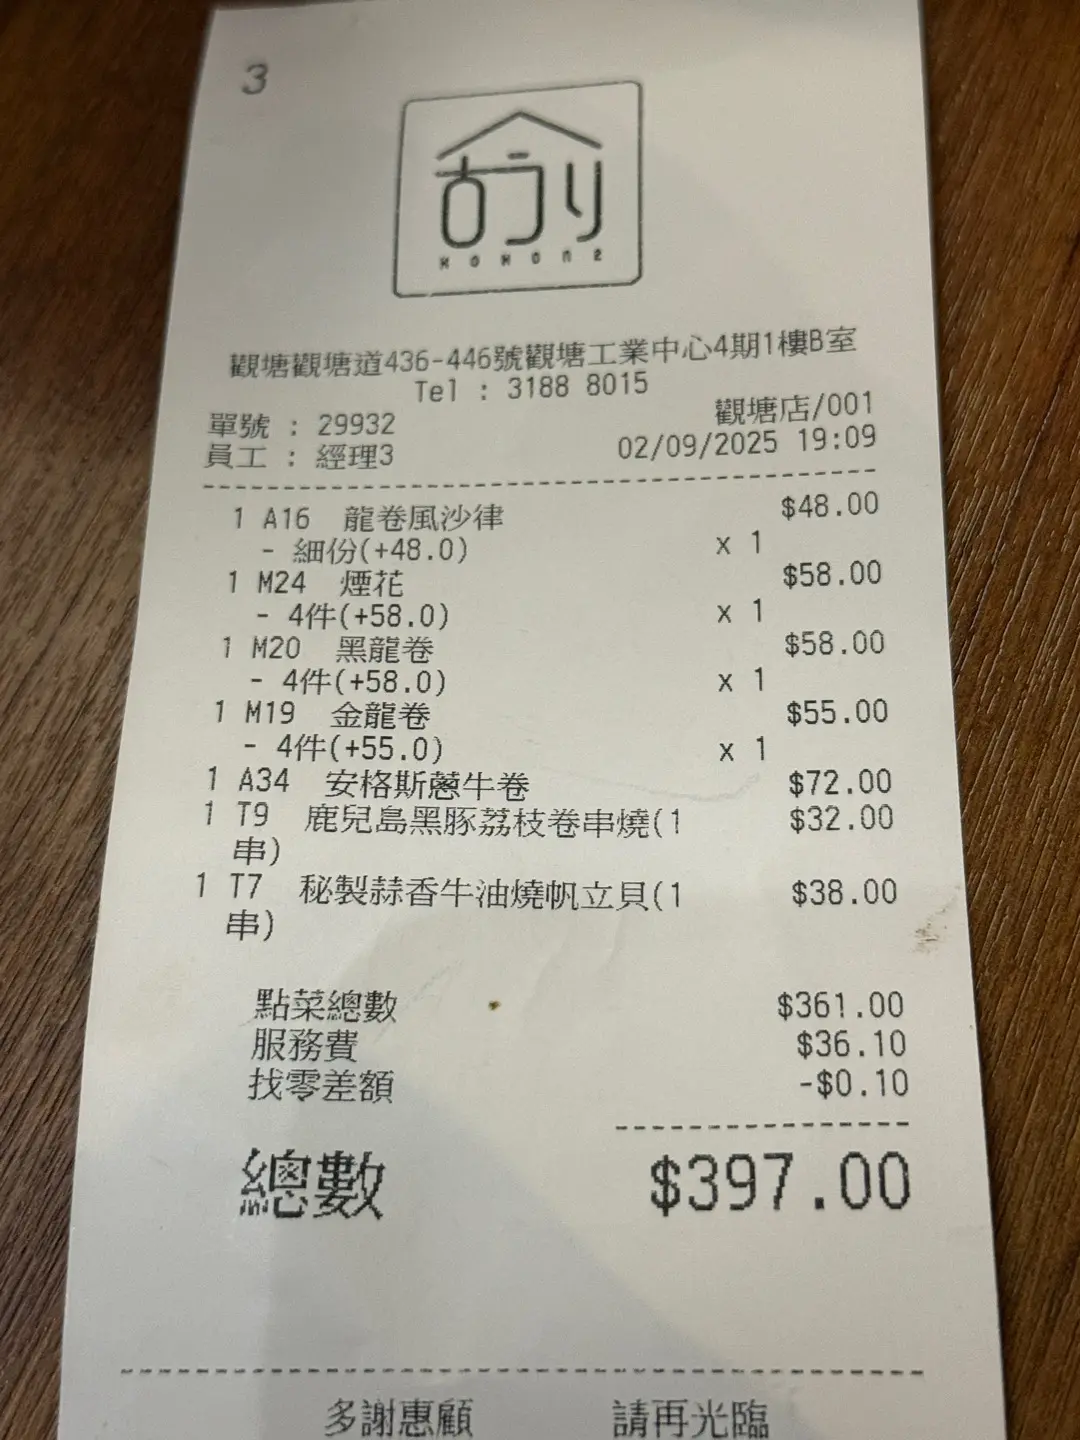 3
観塘觀塘道436-446號觀塘工業中心4期1樓B室
Tel : 3188 8015
單號 : 29932 觀塘店/001
員工 : 經理3 02/09/2025 19:09
1 A16 龍卷風沙律 $48.00
- 細份(+48.0) x 1
1 M24 煙花 $58.00
- 4件(+58.0) x 1
1 M20 黑龍卷 $58.00
- 4件(+58.0) x 1
1 M19 金龍卷 $55.00
- 4件(+55.0) x 1
1 A34 安格斯蔥牛卷 $72.00
1 T9 鹿兒島黑豚荔枝卷串燒(1 $32.00
串)
1 T7 秘製蒜香牛油燒帆立貝(1 $38.00
串)
點菜總數 $361.00
服務費 $36.10
找零差額 -$0.10
總數 $397.00
多謝惠顧 請再光臨